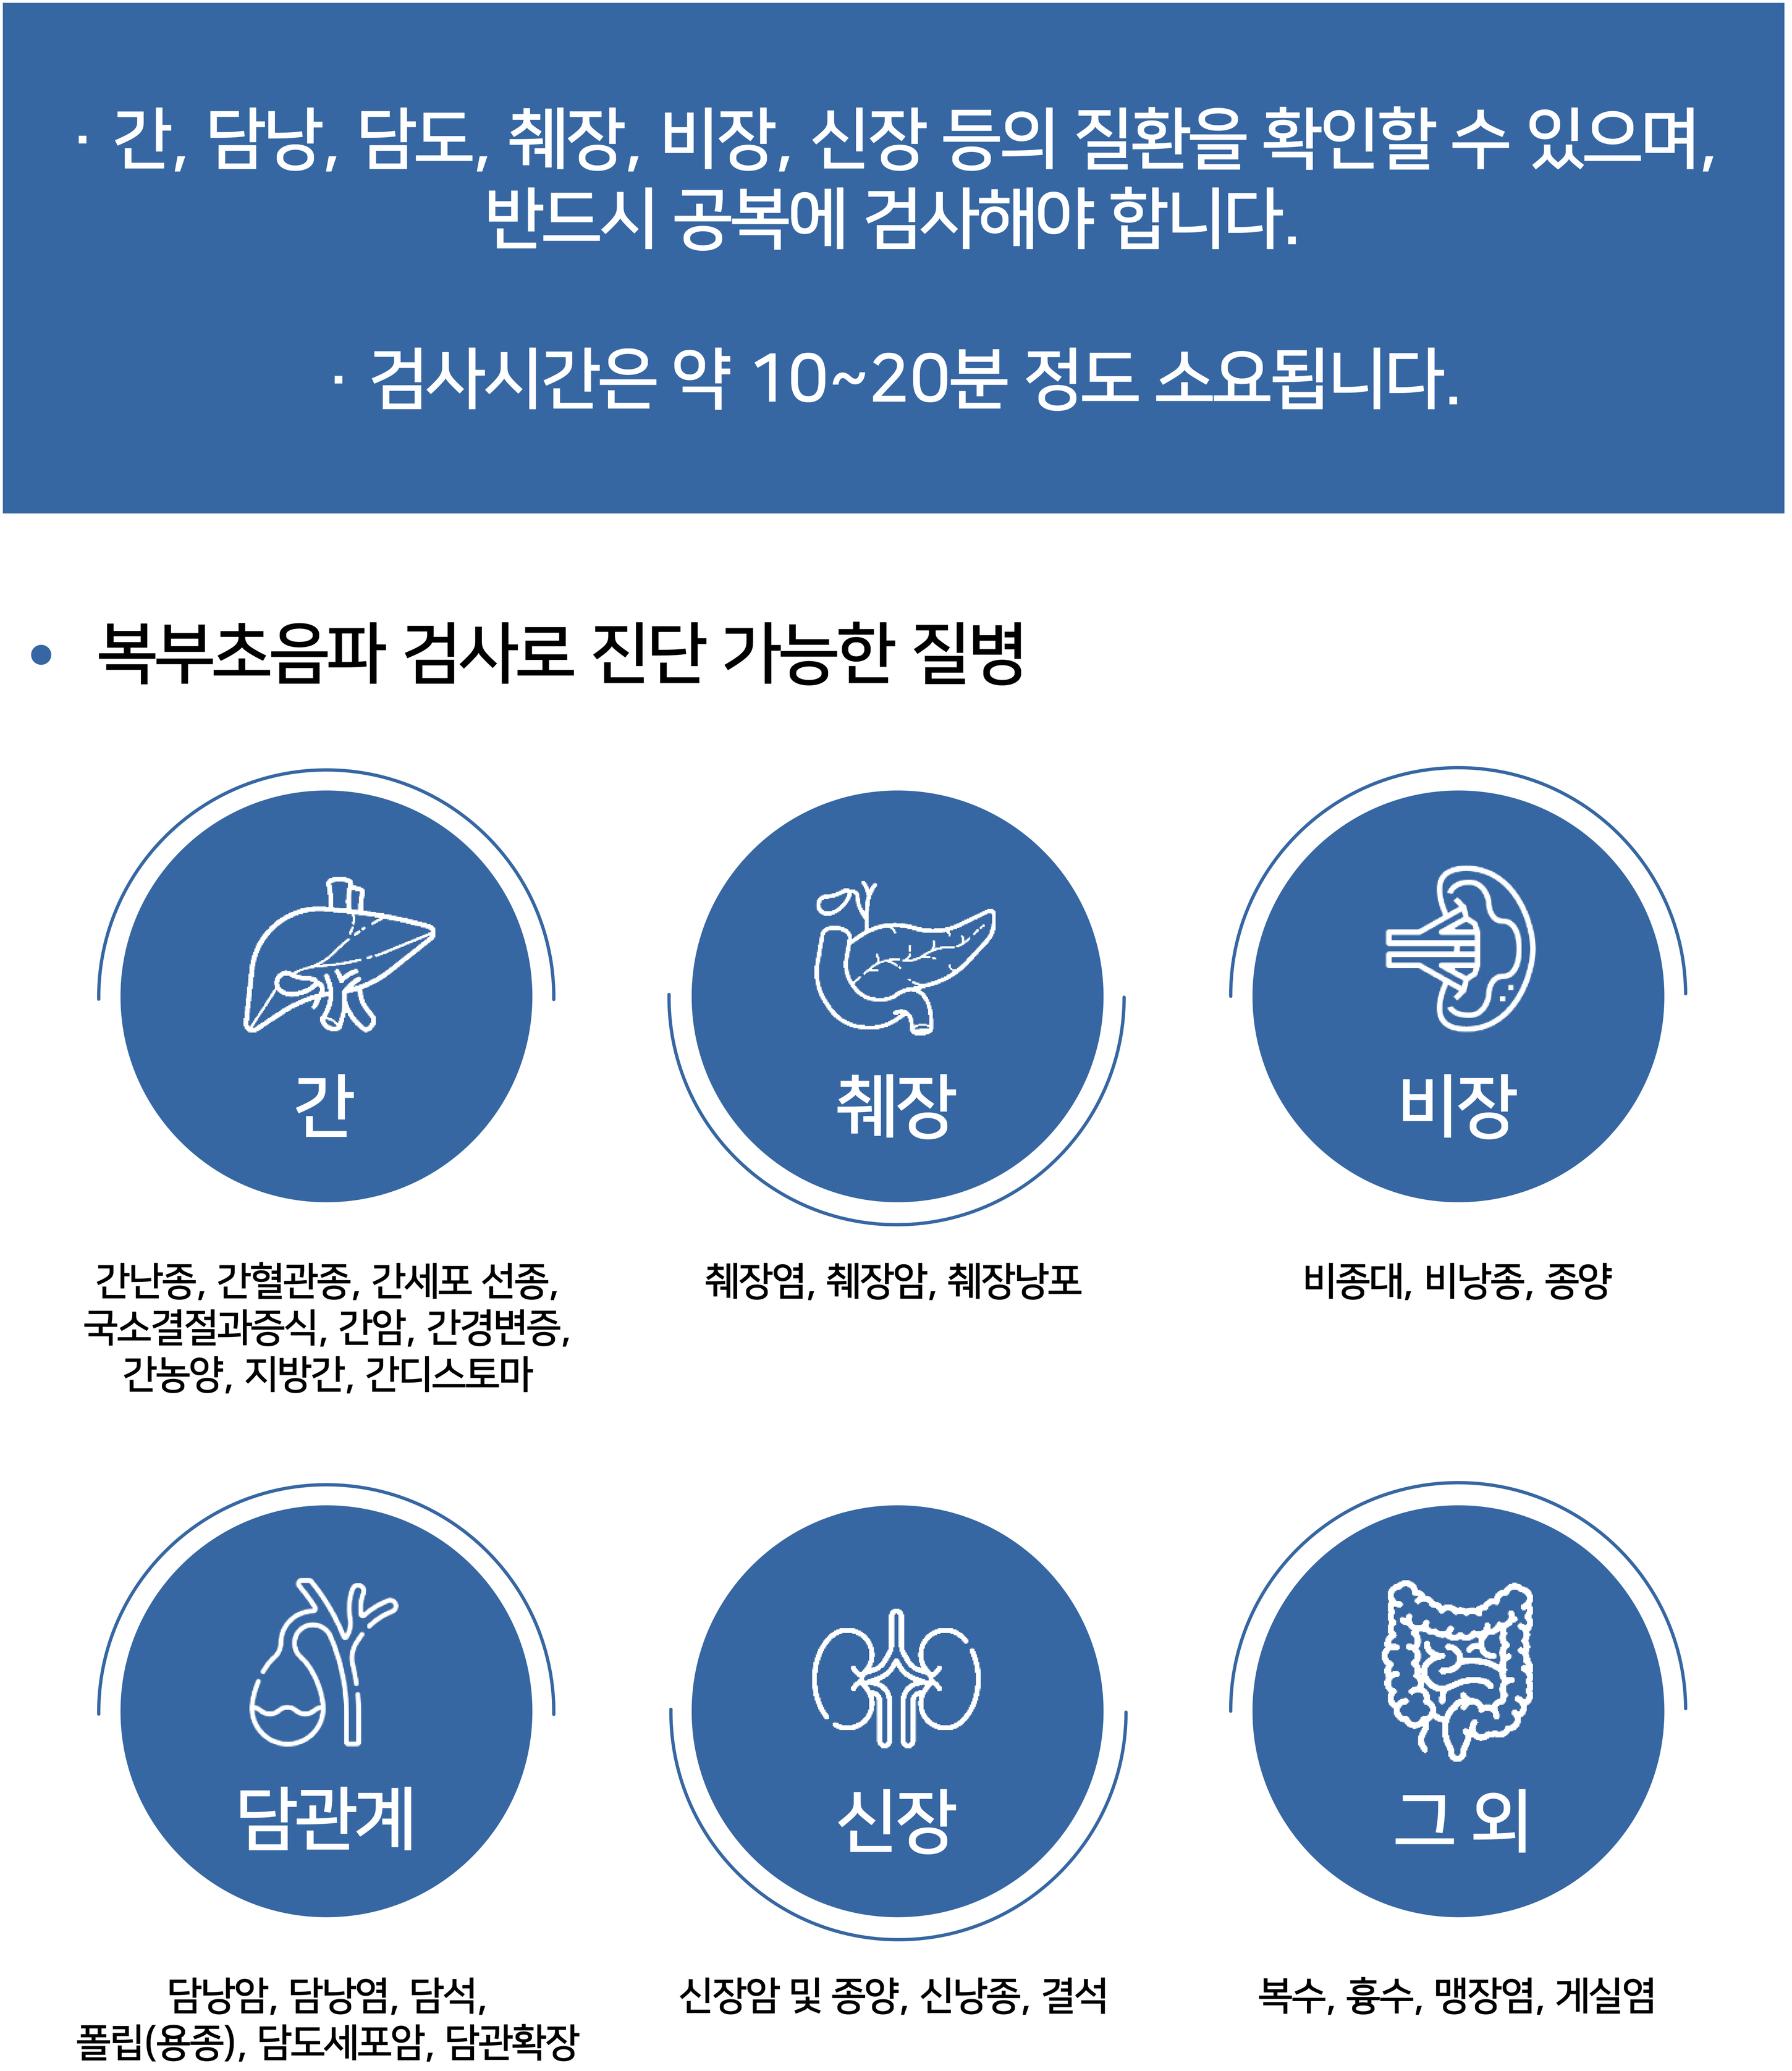 · 간, 담낭, 담도, 췌장, 비장, 신장 등의 질환을 확인할 수 있으며,
반드시 공복에 검사해야 합니다.
· 검사시간은 약 10~20분 정도 소요됩니다.
• 복부초음파 검사로 진단 가능한 질병
간
췌장
비장
간난종, 간혈관종, 간세포 선종,
국소결절과증식, 간암, 간경변증,
간농양, 지방간, 간디스토마
췌장염, 췌장암, 췌장낭포
비종대, 비낭종, 종양
담관계
신장
그 외
담낭암, 담낭염, 담석,
폴립(용종), 담도세포암, 담관확장
신장암 및 종양, 신낭종, 결석
복수, 흉수, 맹장염, 게실염